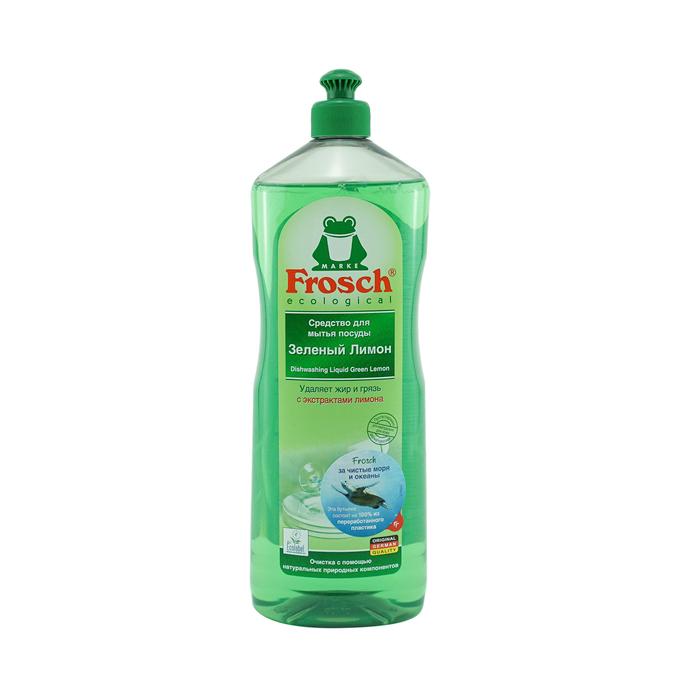 MARKE
Frosch®
ecological
Средство для
мытья посуды
Зеленый Лимон
Dishwashing Liquid Green Lemon
Удаляет жир и грязь
с экстрактами лимона
Frosch
за чистые моря
и океаны
Эта бутылка
состоит на 100% из
переработанного
пластика
Ecolabel
ORIGINAL
GERMAN
QUALITY
Очистка с помощью
натуральных природных компонентов